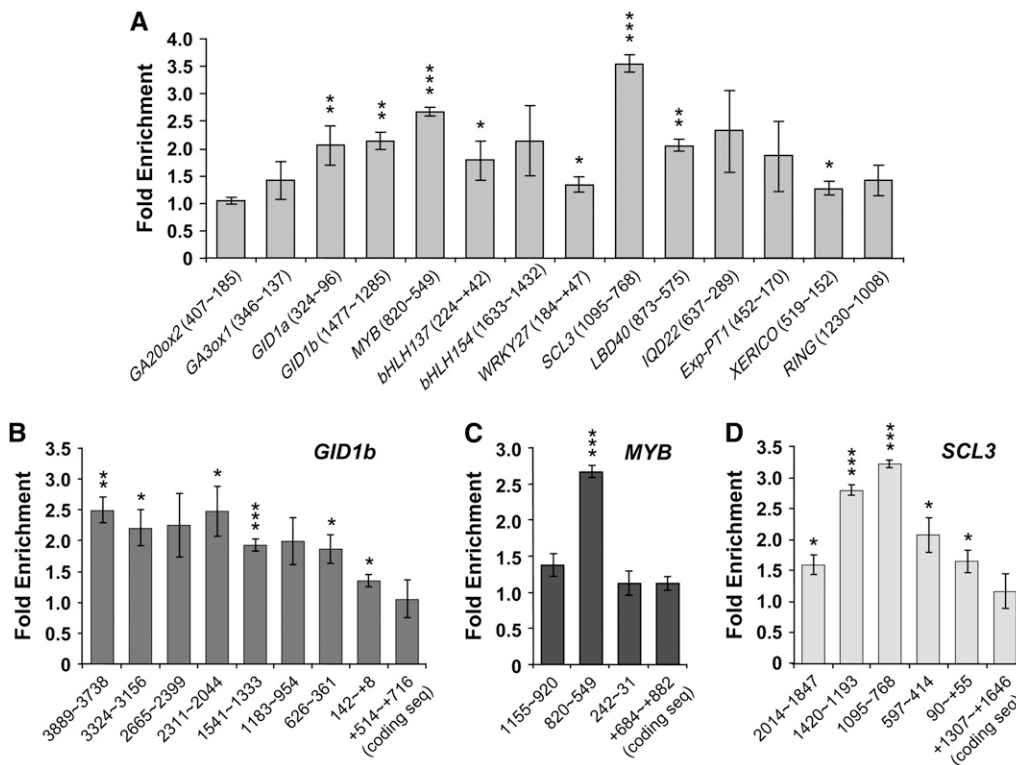 A
Fold Enrichment
4.0
3.5
3.0
2.5
2.0
1.5
1.0
0.5
0
**
**
***
*
*
***
**
*
GA20ox2 (407~185)
GA3ox1 (346~137)
GID1a (324~96)
GID1b (1477~1285)
MYB (820~549)
bHLH137 (224~+42)
bHLH154 (1633~1432)
WRKY27 (184~+47)
SCL3 (1095~768)
LBD40 (873~575)
IQD22 (637~289)
Exp-PT1 (452~170)
XERICO (519~152)
RING (1230~1008)
B
GID1b
Fold Enrichment
3.5
3.0
2.5
2.0
1.5
1.0
0.5
0
**
*
*
***
*
*
3889~3738
3324~3156
2665~2399
2311~2044
1541~1333
1183~954
626~361
142~+8
+514~+716
(coding seq)
C
MYB
Fold Enrichment
3.0
2.5
2.0
1.5
1.0
0.5
0
***
1155~920
820~549
242~31
+684~+882
(coding seq)
D
SCL3
Fold Enrichment
3.5
3.0
2.5
2.0
1.5
1.0
0.5
0
*
***
***
*
*
2014~1847
1420~1193
1095~768
597~414
90~+55
+1307~+1646
(coding seq)